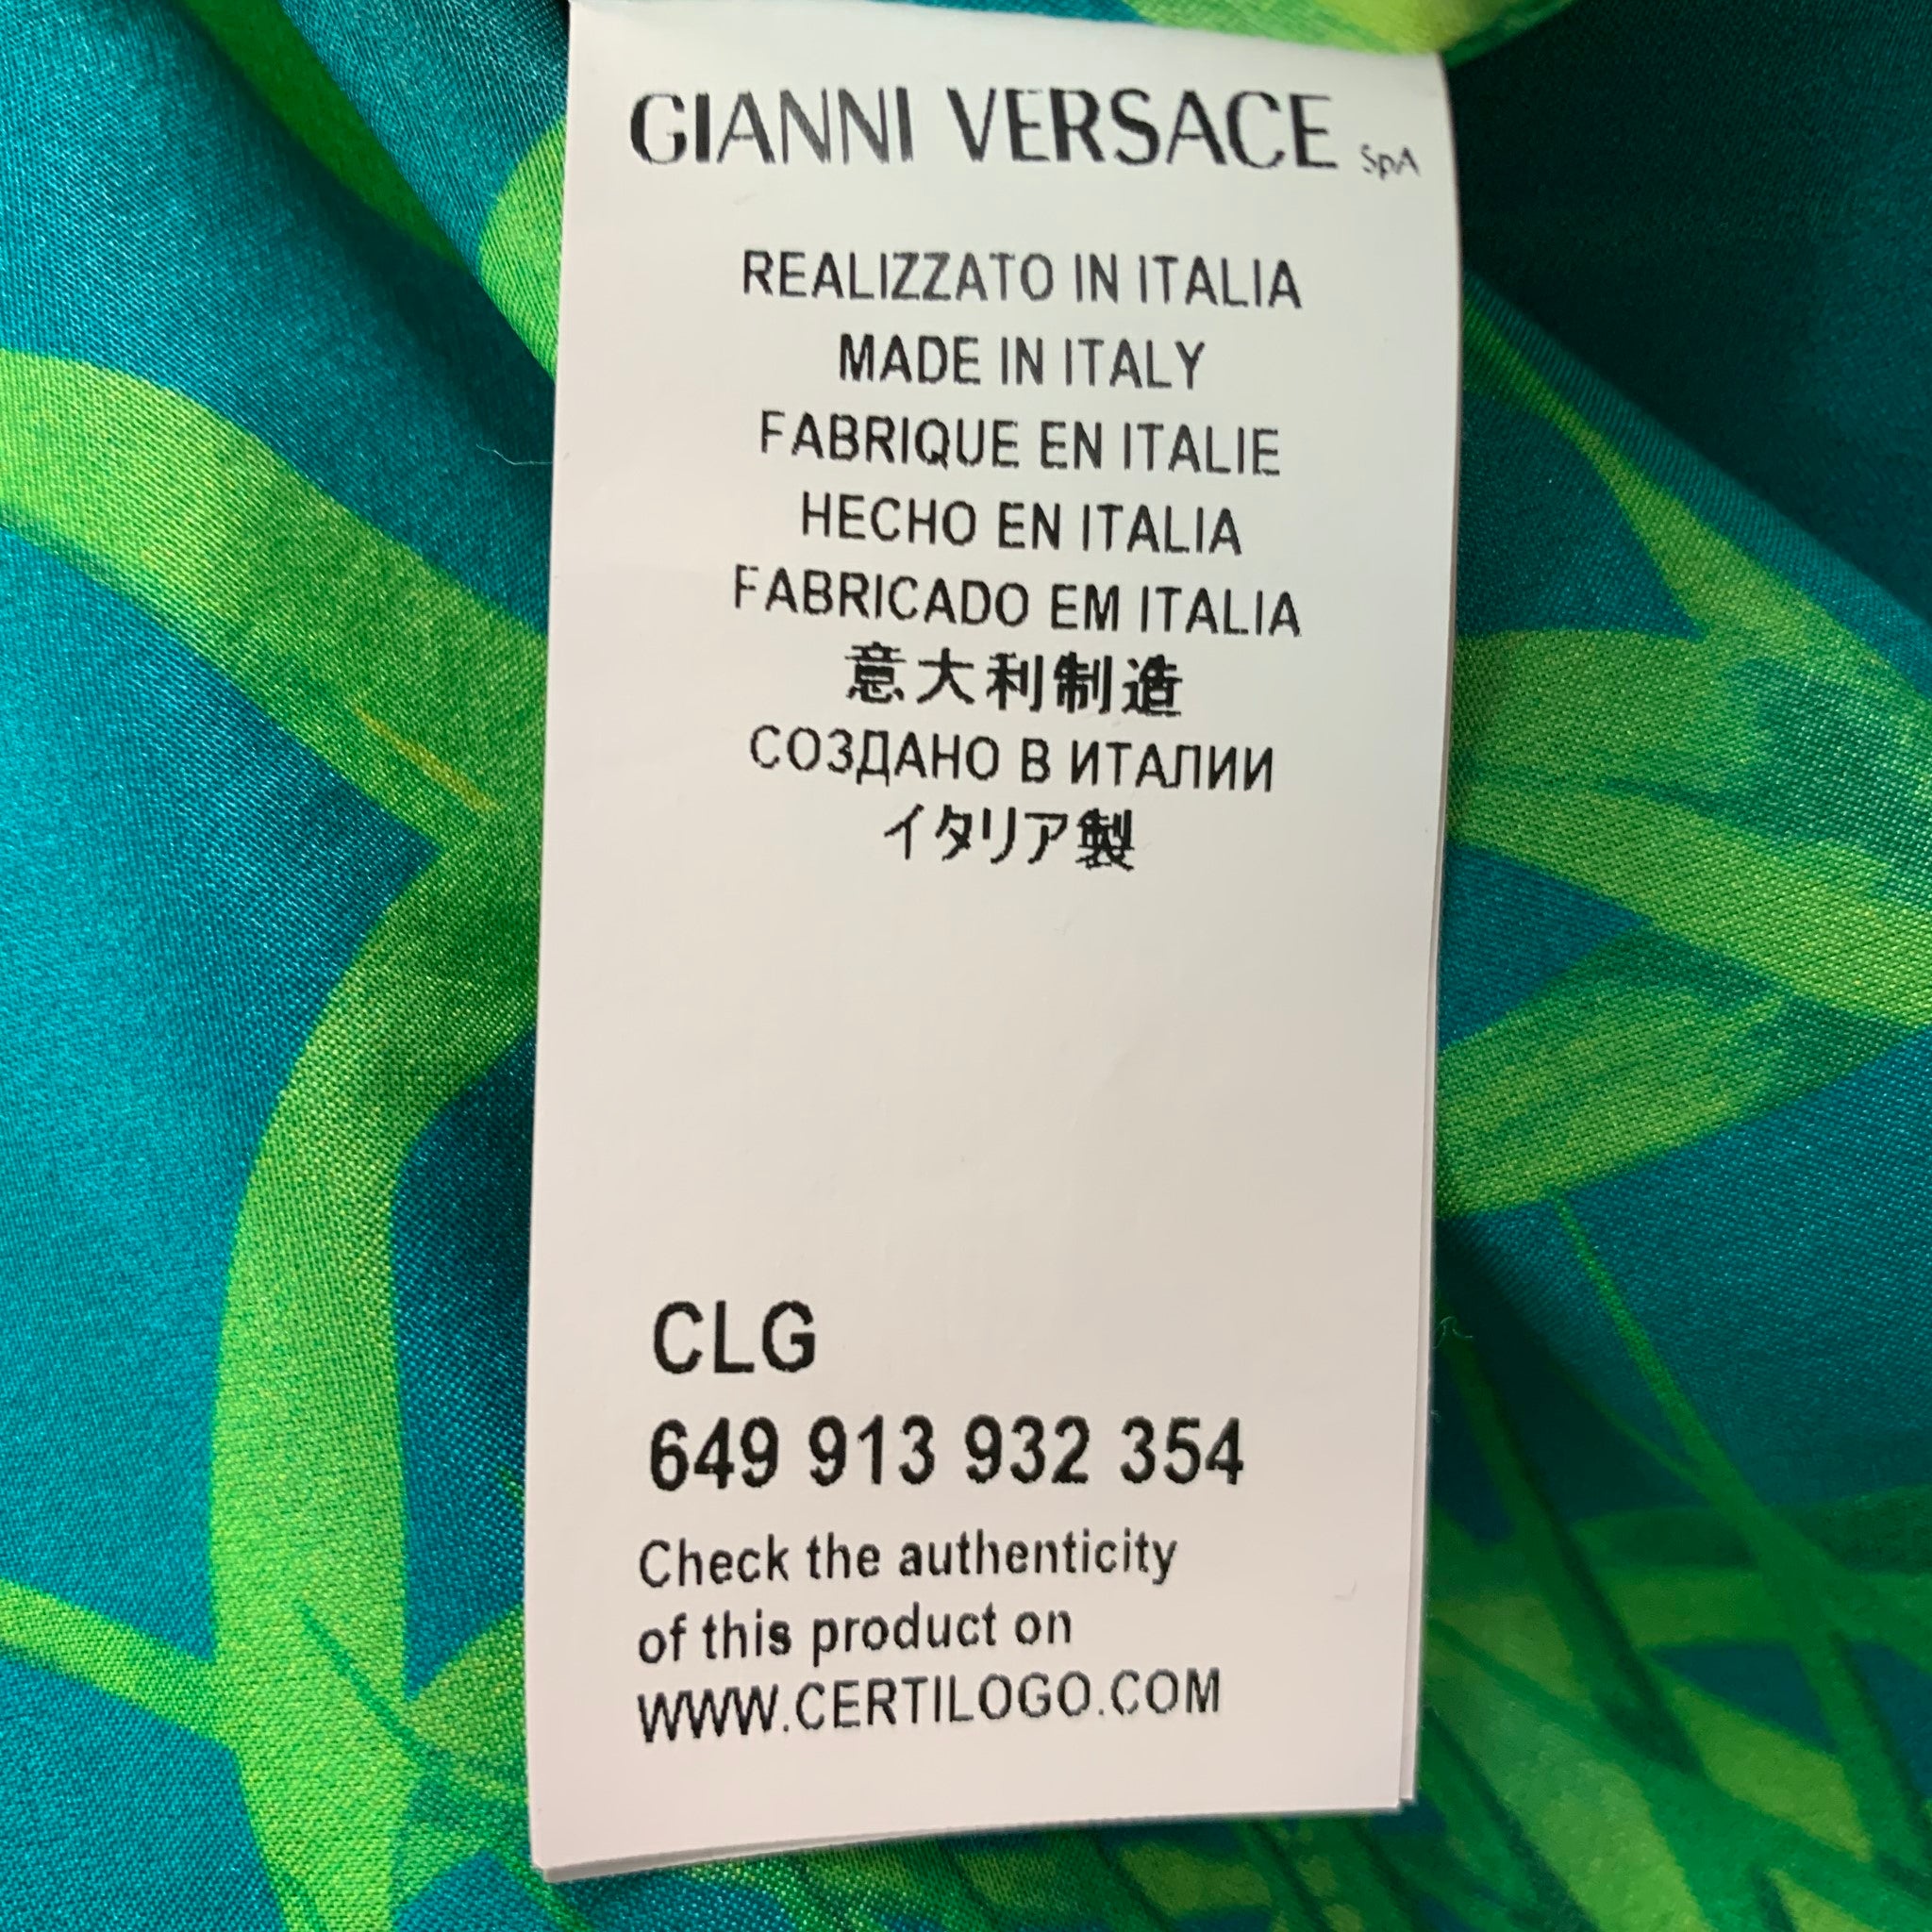 GIANNI VERSACE SpA
REALIZZATO IN ITALIA
MADE IN ITALY
FABRIQUE EN ITALIE
HECHO EN ITALIA
FABRICADO EM ITALIA
意大利制造
СОЗДАНО В ИТАЛИИ
イタリア製
CLG
649 913 932 354
Check the authenticity
of this product on
WWW.CERTILOGO.COM